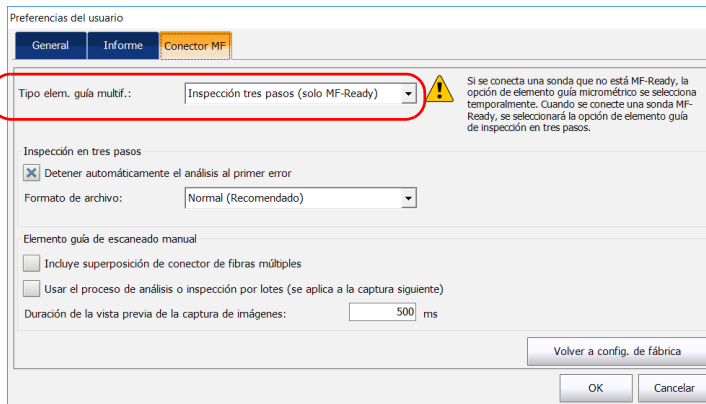 Preferencias del usuario
General
Informe
Conector MF
Tipo elem. guía multif.:
Inspección tres pasos (solo MF-Ready)
Si se conecta una sonda que no está MF-Ready, la
opción de elemento guía micrométrico se selecciona
temporalmente. Cuando se conecte una sonda MF-
Ready, se seleccionará la opción de elemento guía
de inspección en tres pasos.
Inspección en tres pasos
Detener automáticamente el análisis al primer error
Formato de archivo:
Normal (Recomendado)
Elemento guía de escaneado manual
Incluye superposición de conector de fibras múltiples
Usar el proceso de análisis o inspección por lotes (se aplica a la captura siguiente)
Duración de la vista previa de la captura de imágenes:
500 ms
Volver a config. de fábrica
OK
Cancelar